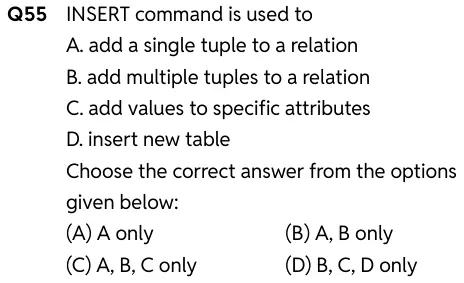 Q55 INSERT command is used to
A. add a single tuple to a relation
B. add multiple tuples to a relation
C. add values to specific attributes
D. insert new table
Choose the correct answer from the options
given below:
(A) A only (B) A, B only
(C) A, B, C only (D) B, C, D only